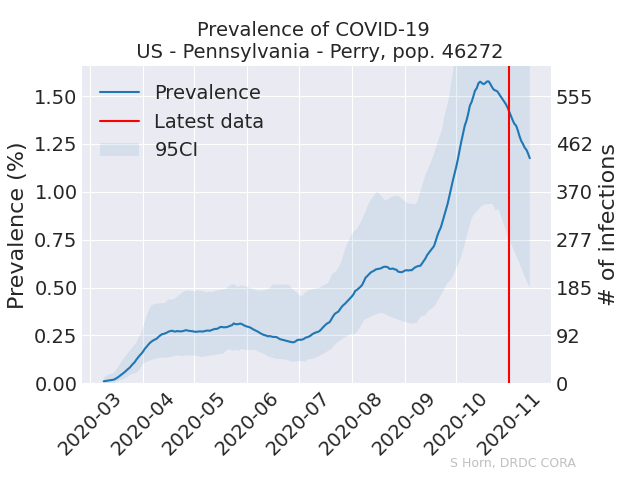 Prevalence of COVID-19
US - Pennsylvania - Perry, pop. 46272
Prevalence
Latest data
95CI
Prevalence (%)
1.50
1.25
1.00
0.75
0.50
0.25
0.00
# of infections
555
462
370
277
185
92
0
2020-03
2020-04
2020-05
2020-06
2020-07
2020-08
2020-09
2020-10
2020-11
S Horn, DRDC CORA